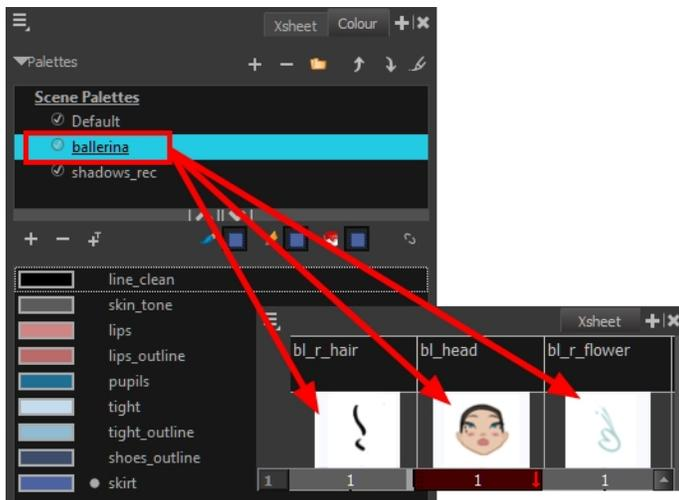 Xsheet Colour
Palettes
Scene Palettes
Default
ballerina
shadows_rec
line_clean
skin_tone
lips
lips_outline
pupils
tight
tight_outline
shoes_outline
skirt
Xsheet
bl_r_hair bl_head bl_r_flower
1 1 1 1